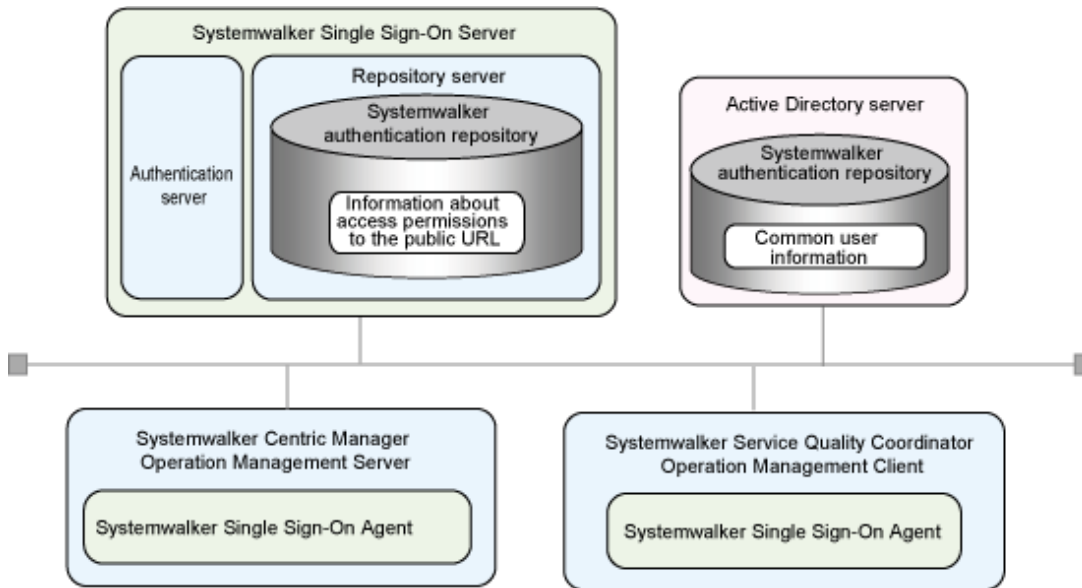 Systemwalker Single Sign-On Server
Authentication
server
Repository server
Systemwalker
authentication repository
Information about
access permissions
to the public URL
Active Directory server
Systemwalker
authentication repository
Common user
information
Systemwalker Centric Manager
Operation Management Server
Systemwalker Single Sign-On Agent
Systemwalker Service Quality Coordinator
Operation Management Client
Systemwalker Single Sign-On Agent